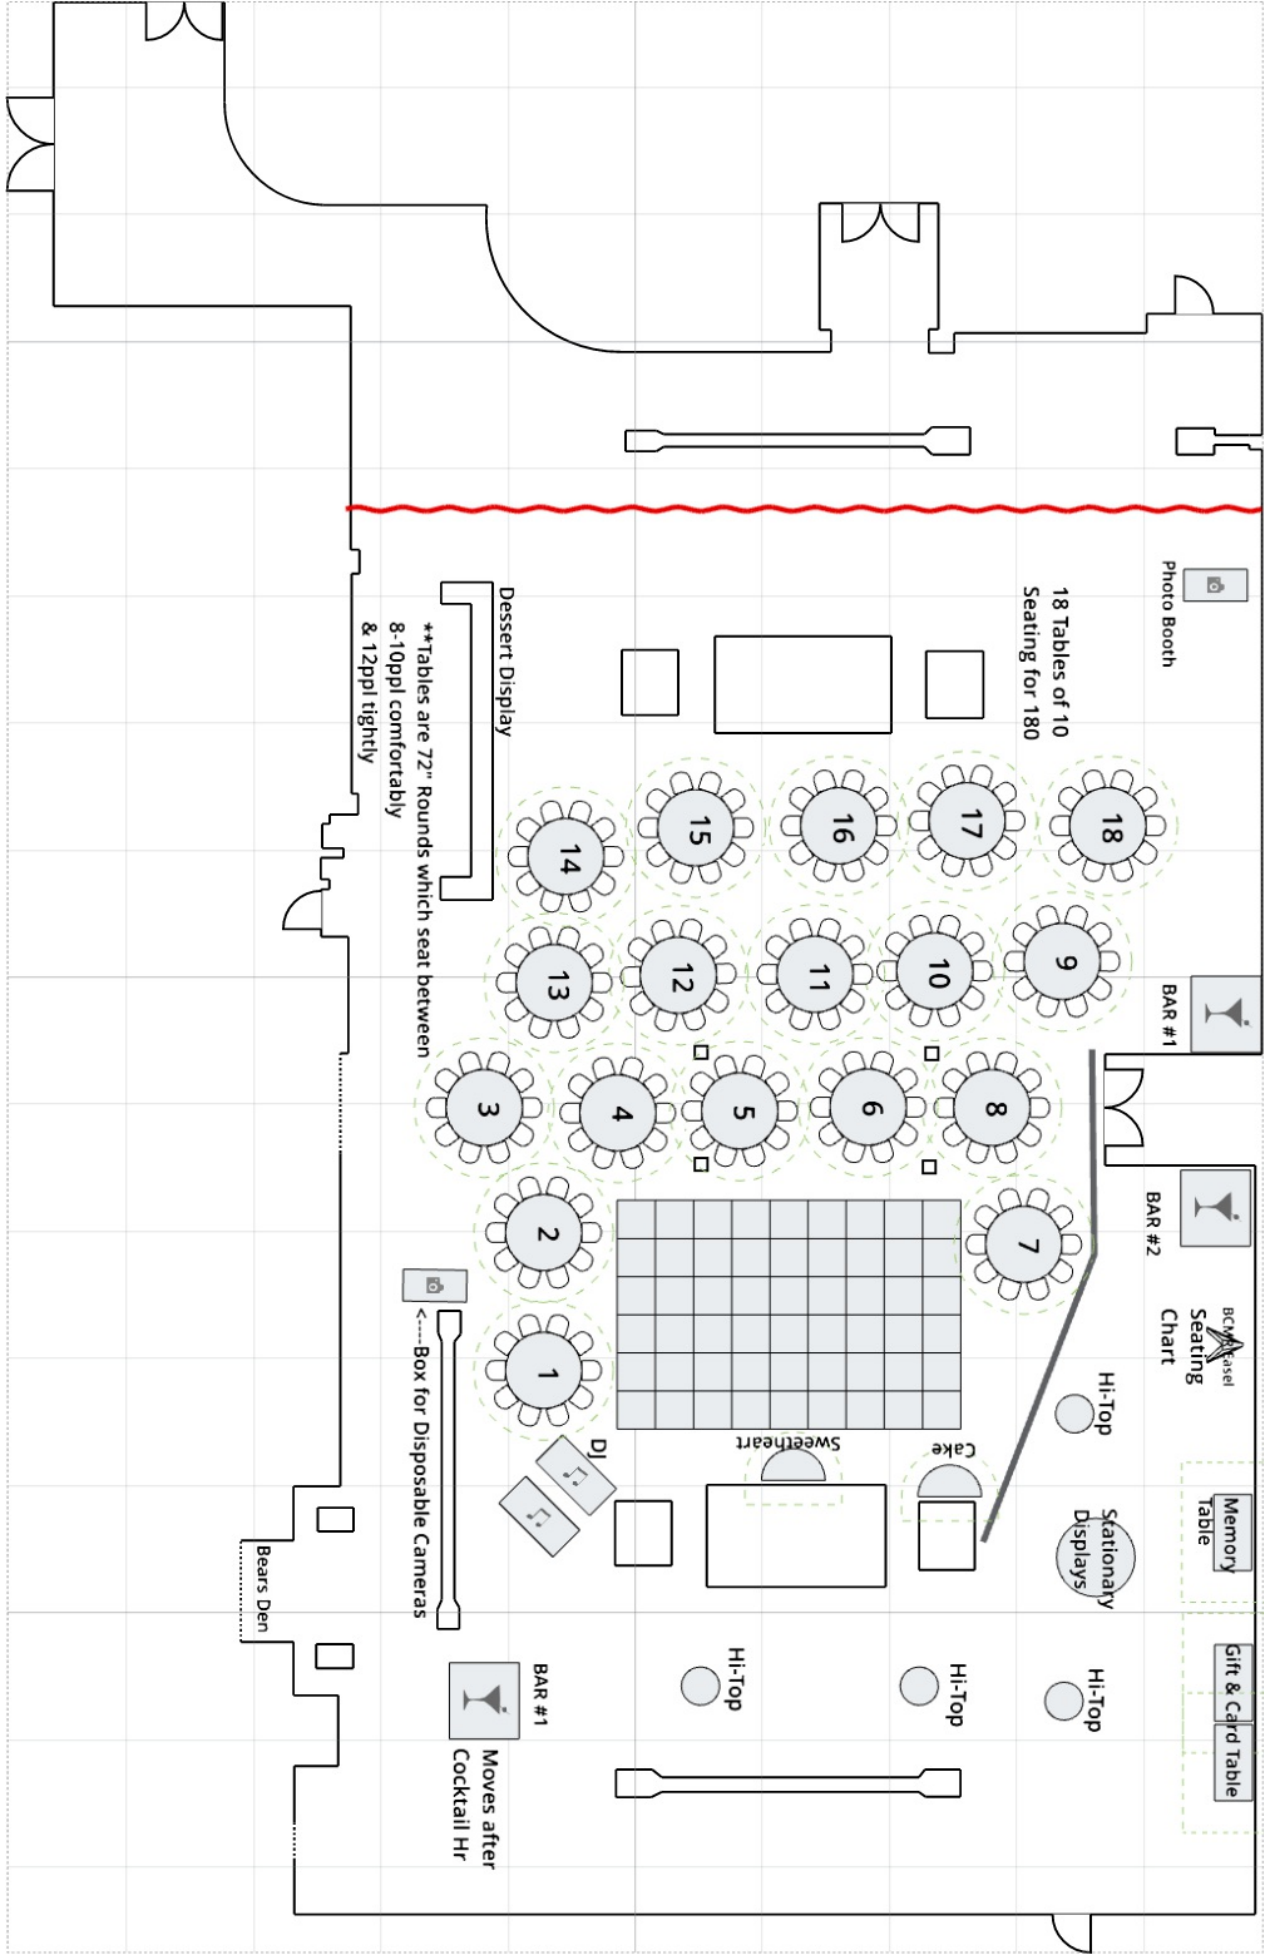 Photo Booth
18 Tables of 10
Seating for 180
Dessert Display
**Tables are 72" Rounds which seat between
8-10ppl comfortably
& 12ppl tightly
18
17
16
15
14
9
10
11
12
13
BAR #1
8
6
5
4
3
7
2
1
BAR #2
BCMR Easel
Seating
Chart
Hi-Top
<----Box for Disposable Cameras
DJ
Sweetheart
Cake
Stationary
Displays
Memory
Table
Bears Den
Gift & Card Table
Hi-Top
Hi-Top
Hi-Top
BAR #1
Moves after
Cocktail Hr